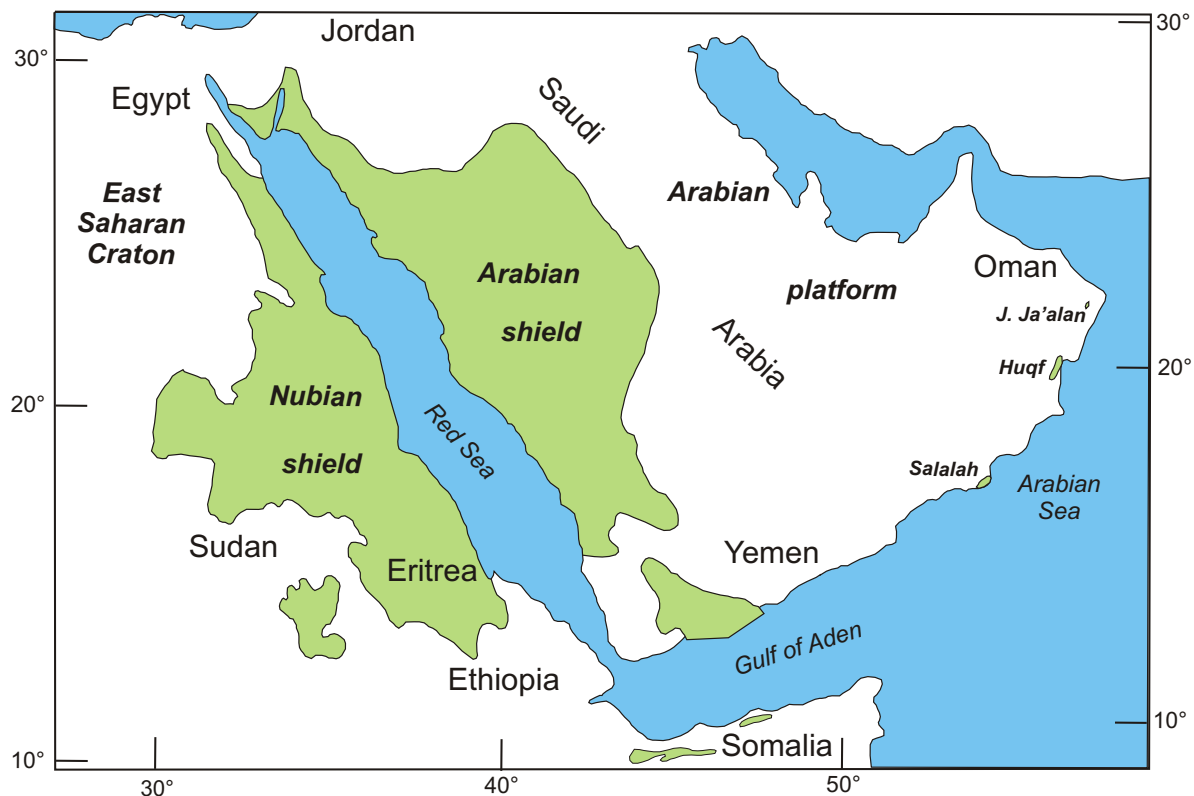 30°
Jordan
30°
Egypt
Saudi
East
Saharan
Craton
Arabian
Arabian
shield
platform
Oman
J. Ja'alan
Arabia
Huqf
20°
20°
Nubian
shield
Red Sea
Salalah
Arabian
Sea
Sudan
Eritrea
Yemen
Gulf of Aden
Ethiopia
Somalia
10°
10°
30°
40°
50°